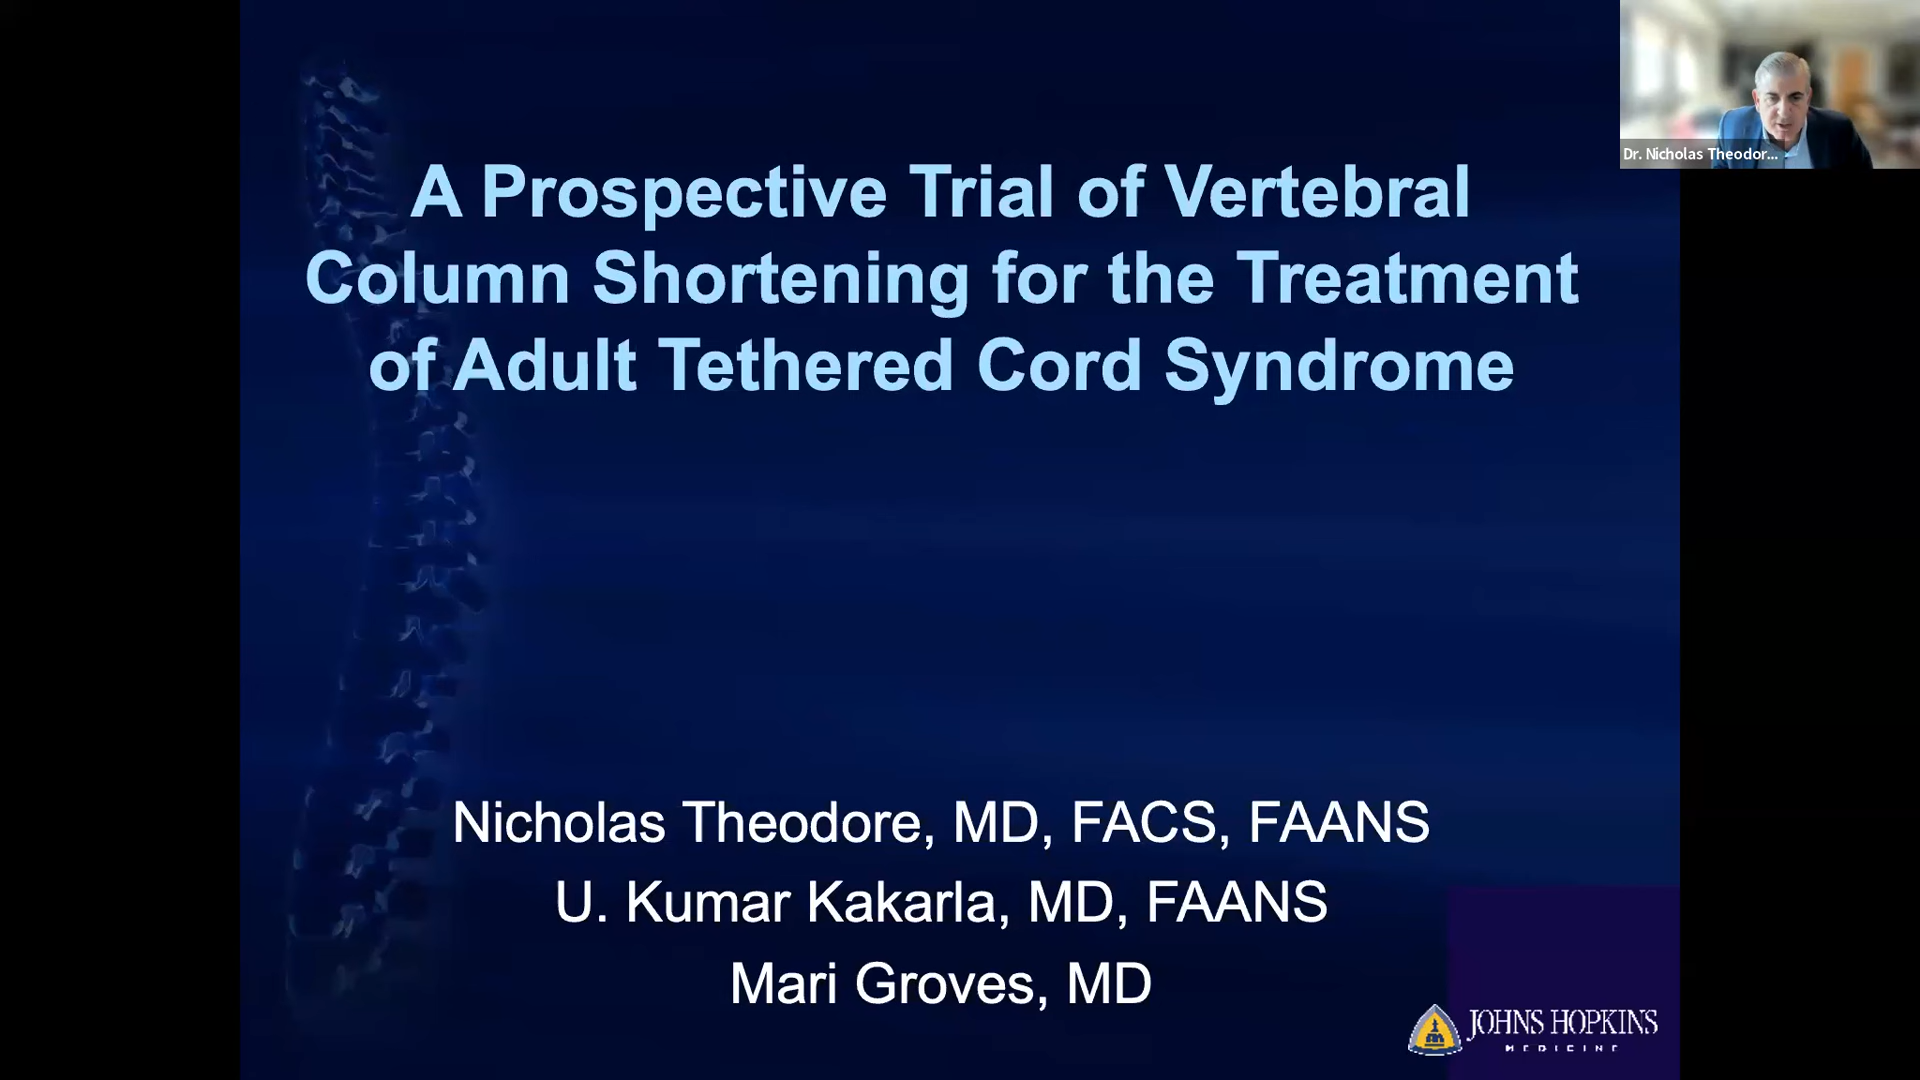 Dr. Nicholas Theodor...
A Prospective Trial of Vertebral
Column Shortening for the Treatment
of Adult Tethered Cord Syndrome
Nicholas Theodore, MD, FACS, FAANS
U. Kumar Kakarla, MD, FAANS
Mari Groves, MD
JOHNS HOPKINS
MEDICINE